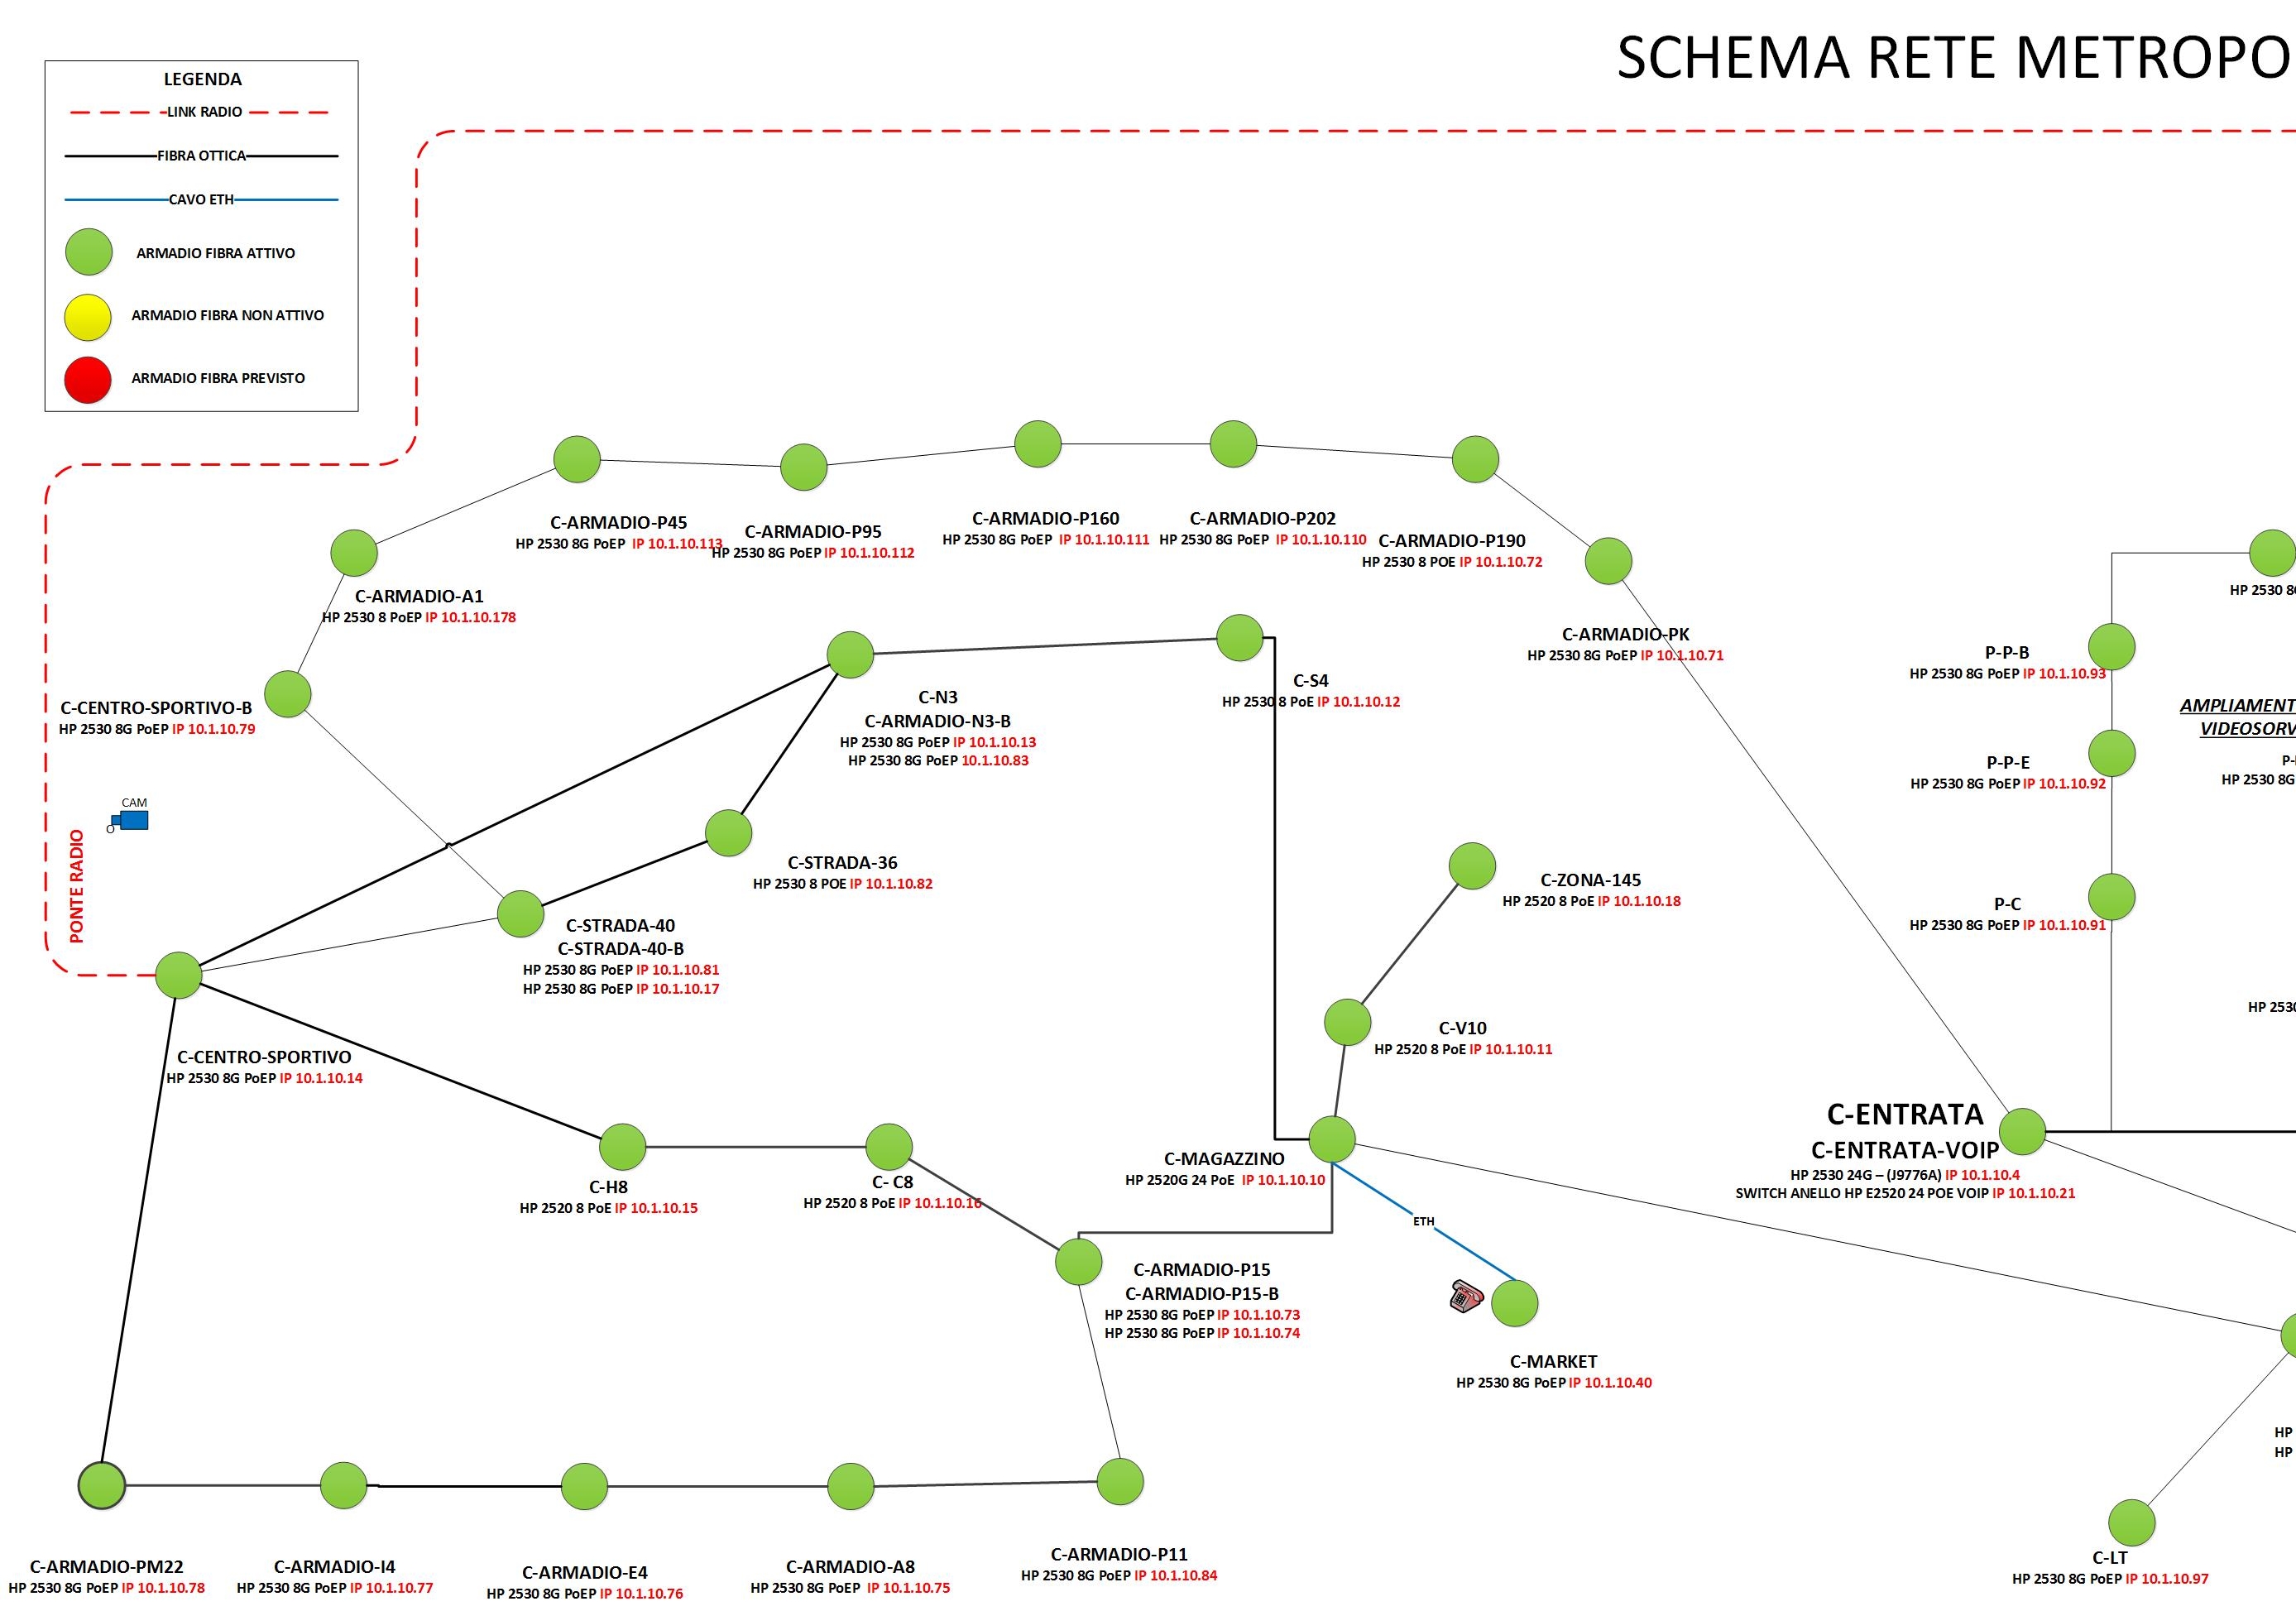 SCHEMA RETE METROPO
LEGENDA
LINK RADIO
FIBRA OTTICA
CAVO ETH
ARMADIO FIBRA ATTIVO
ARMADIO FIBRA NON ATTIVO
ARMADIO FIBRA PREVISTO
C-ARMADIO-P45
HP 2530 8G PoEP IP 10.1.10.113
C-ARMADIO-P95
HP 2530 8G PoEP IP 10.1.10.112
C-ARMADIO-P160
HP 2530 8G PoEP IP 10.1.10.111
C-ARMADIO-P202
HP 2530 8G PoEP IP 10.1.10.110
C-ARMADIO-P190
HP 2530 8 POE IP 10.1.10.72
C-ARMADIO-A1
HP 2530 8 PoEP IP 10.1.10.178
C-ARMADIO-PK
HP 2530 8G PoEP IP 10.1.10.71
HP 2530 8
P-P-B
HP 2530 8G PoEP IP 10.1.10.93
C-CENTRO-SPORTIVO-B
HP 2530 8G PoEP IP 10.1.10.79
C-N3
C-ARMADIO-N3-B
HP 2530 8G PoEP IP 10.1.10.13
HP 2530 8G PoEP 10.1.10.83
C-S4
HP 2530 8 PoE IP 10.1.10.12
AMPLIAMENT
VIDEOSORV
P-P-E
HP 2530 8G PoEP IP 10.1.10.92
HP 2530 8G
CAM
PONTE RADIO
C-STRADA-36
HP 2530 8 POE IP 10.1.10.82
C-ZONA-145
HP 2520 8 PoE IP 10.1.10.18
P-C
HP 2530 8G PoEP IP 10.1.10.91
C-STRADA-40
C-STRADA-40-B
HP 2530 8G PoEP IP 10.1.10.81
HP 2530 8G PoEP IP 10.1.10.17
HP 2530
C-V10
HP 2520 8 PoE IP 10.1.10.11
C-CENTRO-SPORTIVO
HP 2530 8G PoEP IP 10.1.10.14
C-ENTRATA
C-ENTRATA-VOIP
HP 2530 24G – (J9776A) IP 10.1.10.4
SWITCH ANELLO HP E2520 24 POE VOIP IP 10.1.10.21
C-MAGAZZINO
HP 2520G 24 PoE IP 10.1.10.10
C-H8
HP 2520 8 PoE IP 10.1.10.15
C- C8
HP 2520 8 PoE IP 10.1.10.16
ETH
C-ARMADIO-P15
C-ARMADIO-P15-B
HP 2530 8G PoEP IP 10.1.10.73
HP 2530 8G PoEP IP 10.1.10.74
C-MARKET
HP 2530 8G PoEP IP 10.1.10.40
HP
HP
C-ARMADIO-PM22
HP 2530 8G PoEP IP 10.1.10.78
C-ARMADIO-I4
HP 2530 8G PoEP IP 10.1.10.77
C-ARMADIO-E4
HP 2530 8G PoEP IP 10.1.10.76
C-ARMADIO-A8
HP 2530 8G PoEP IP 10.1.10.75
C-ARMADIO-P11
HP 2530 8G PoEP IP 10.1.10.84
C-LT
HP 2530 8G PoEP IP 10.1.10.97